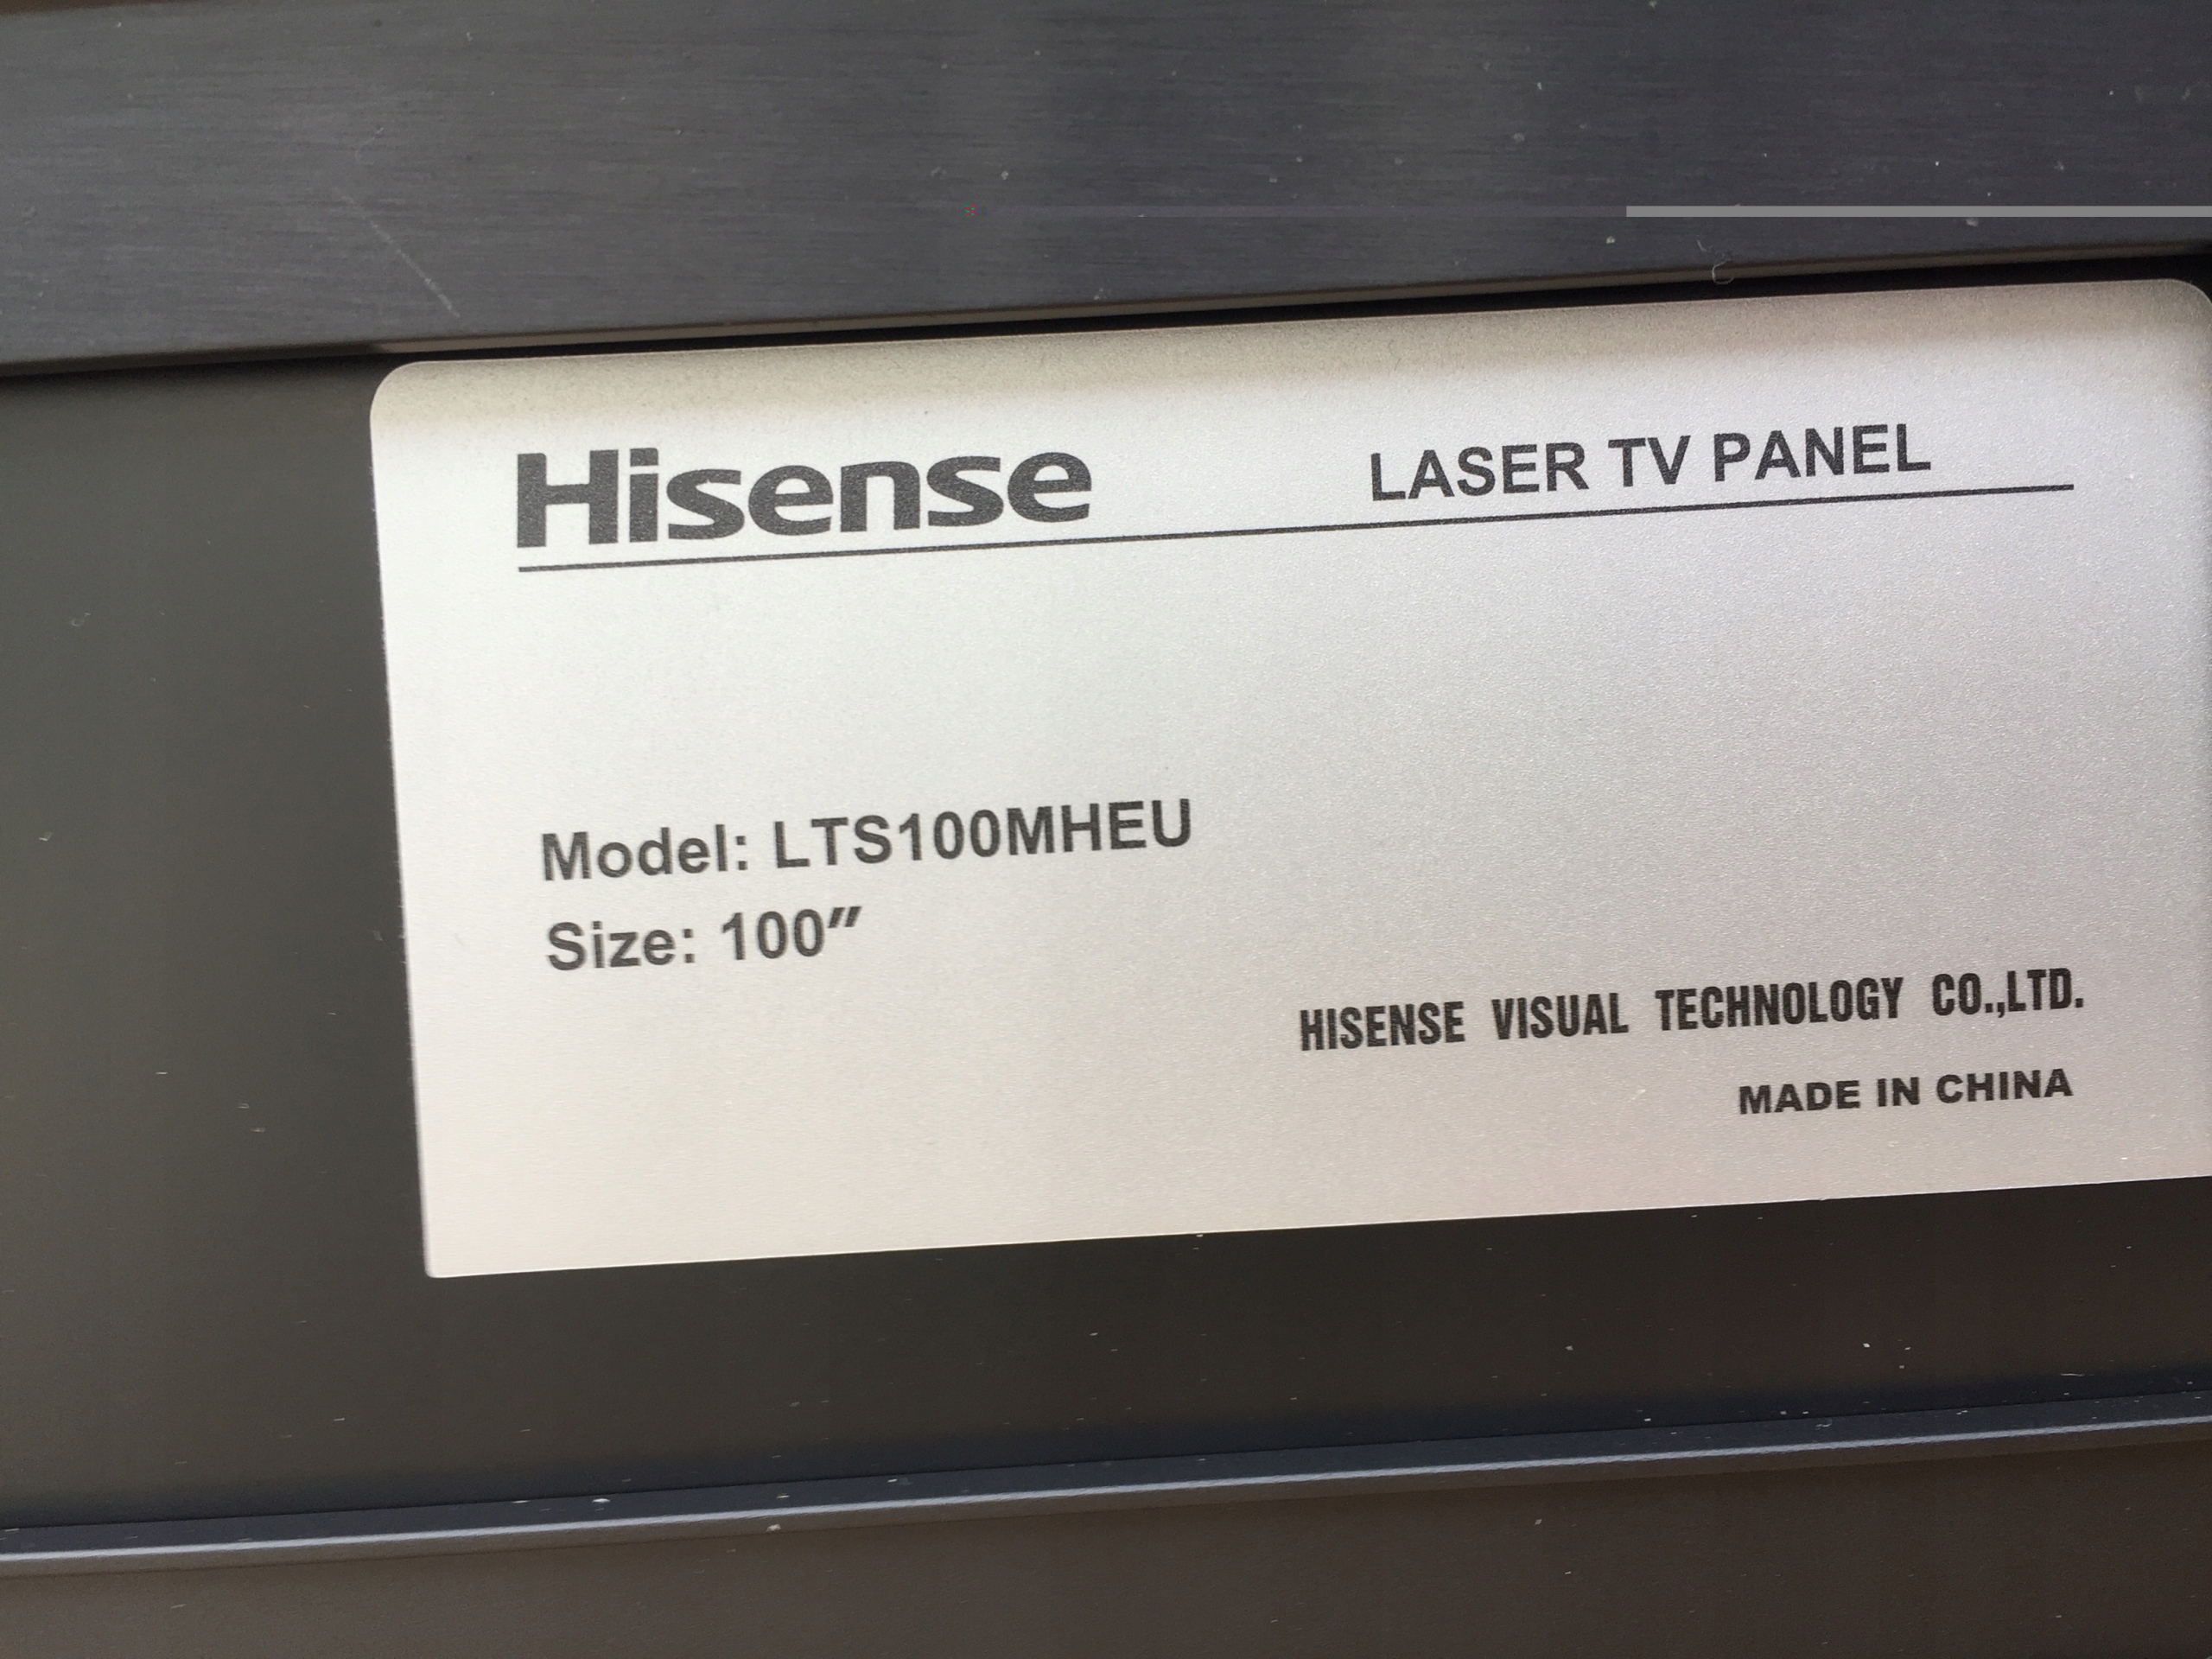 Hisense LASER TV PANEL
Model: LTS100MHEU
Size: 100″
HISENSE VISUAL TECHNOLOGY CO.,LTD.
MADE IN CHINA